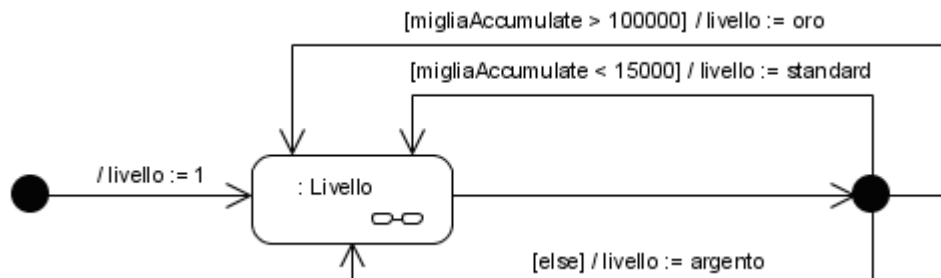 [migliaAccumulate > 100000] / livello := oro
[migliaAccumulate < 15000] / livello := standard
/ livello := 1
: Livello
[else] / livello := argento